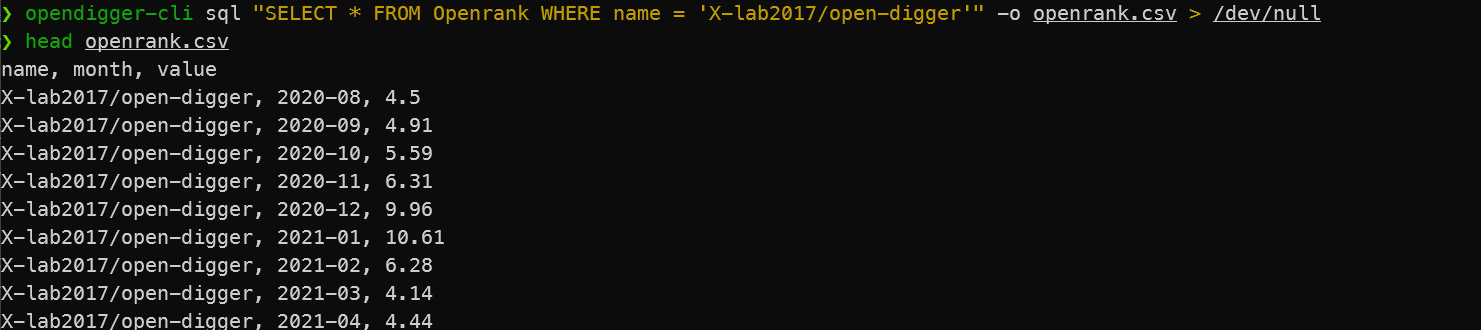 ❯ opendigger-cli sql "SELECT * FROM Openrank WHERE name = 'X-lab2017/open-digger'" -o openrank.csv > /dev/null
❯ head openrank.csv
name, month, value
X-lab2017/open-digger, 2020-08, 4.5
X-lab2017/open-digger, 2020-09, 4.91
X-lab2017/open-digger, 2020-10, 5.59
X-lab2017/open-digger, 2020-11, 6.31
X-lab2017/open-digger, 2020-12, 9.96
X-lab2017/open-digger, 2021-01, 10.61
X-lab2017/open-digger, 2021-02, 6.28
X-lab2017/open-digger, 2021-03, 4.14
X-lab2017/open-digger, 2021-04, 4.44